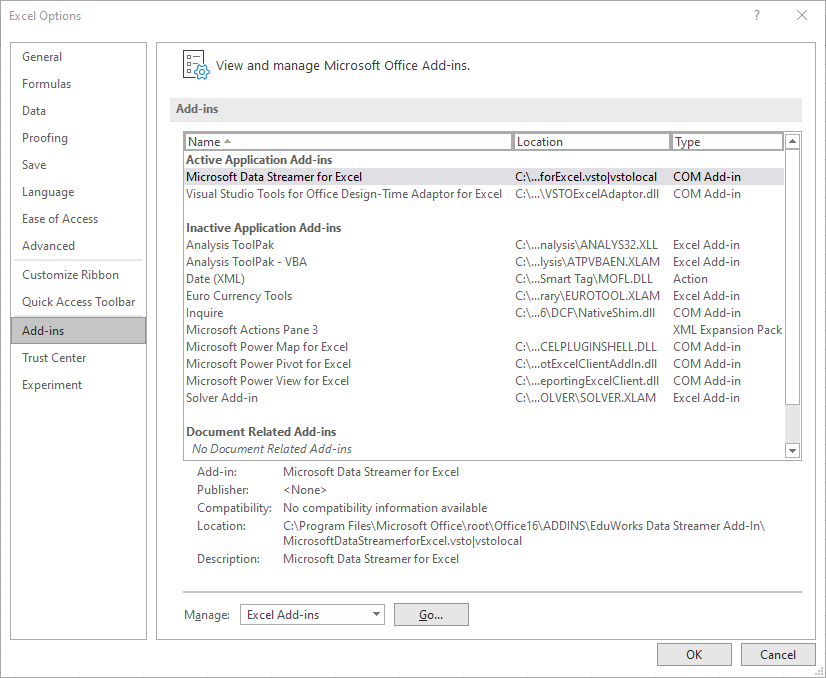 Excel Options ?
General
Formulas
Data
Proofing
Save
Language
Ease of Access
Advanced
Customize Ribbon
Quick Access Toolbar
Add-ins
Trust Center
Experiment
View and manage Microsoft Office Add-ins.
Add-ins
Name Location Type
Active Application Add-ins
Microsoft Data Streamer for Excel C:\...forExcel.vsto|vstolocal COM Add-in
Visual Studio Tools for Office Design-Time Adaptor for Excel C:\...\VSTOExcelAdaptor.dll COM Add-in
Inactive Application Add-ins
Analysis ToolPak C:\...nalysis\ANALYS32.XLL Excel Add-in
Analysis ToolPak - VBA C:\...lysis\ATPVBAEN.XLAM Excel Add-in
Date (XML) C:\...Smart Tag\MOFL.DLL Action
Euro Currency Tools C:\...rary\EUROTOOL.XLAM Excel Add-in
Inquire C:\...6\DCF\NativeShim.dll COM Add-in
Microsoft Actions Pane 3 XML Expansion Pack
Microsoft Power Map for Excel C:\...CELPLUGINSHELL.DLL COM Add-in
Microsoft Power Pivot for Excel C:\...otExcelClientAddIn.dll COM Add-in
Microsoft Power View for Excel C:\...eportingExcelClient.dll COM Add-in
Solver Add-in C:\...OLVER\SOLVER.XLAM Excel Add-in
Document Related Add-ins
No Document Related Add-ins
Add-in: Microsoft Data Streamer for Excel
Publisher: <None>
Compatibility: No compatibility information available
Location: C:\Program Files\Microsoft Office\root\Office16\ADDINS\EduWorks Data Streamer Add-In\
MicrosoftDataStreamerforExcel.vsto|vstolocal
Description: Microsoft Data Streamer for Excel
Manage: Excel Add-ins Go...
OK Cancel